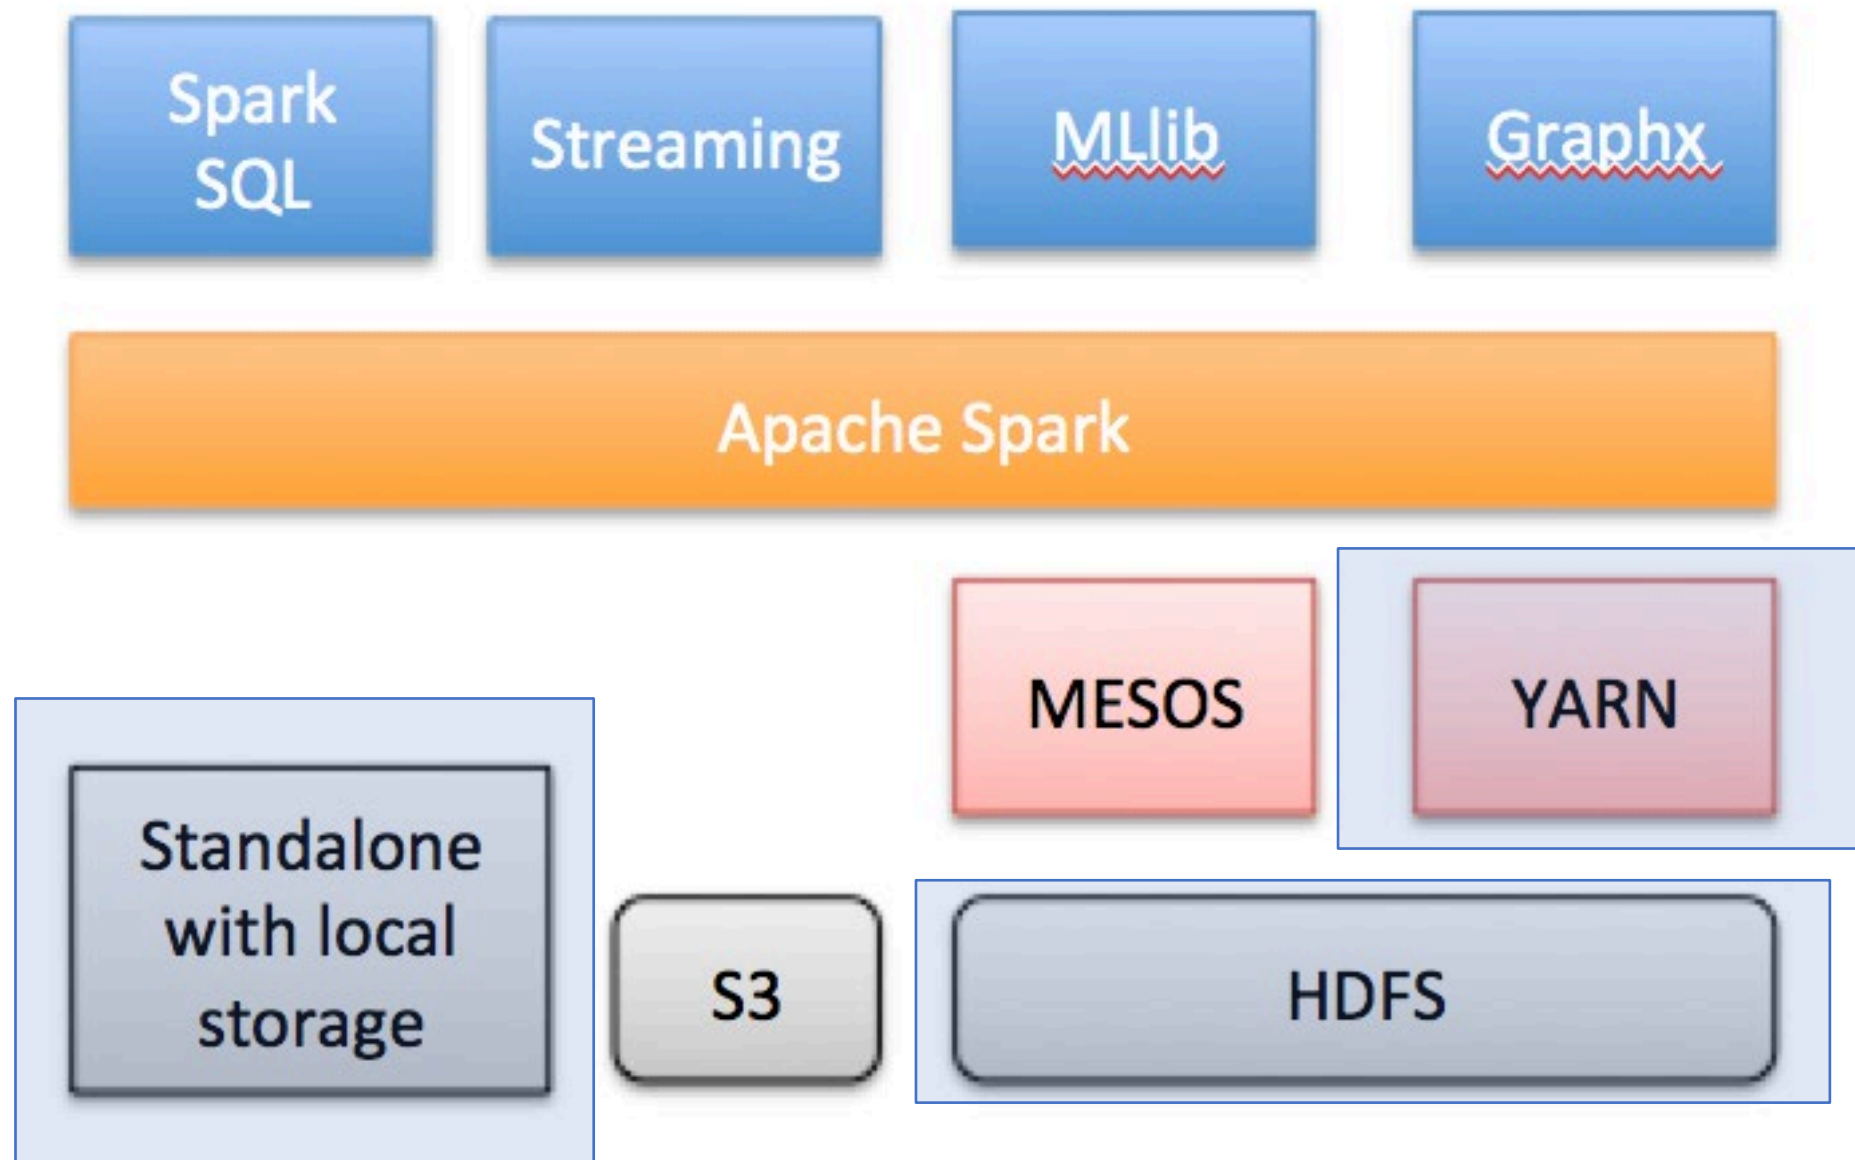 Spark
SQL
Streaming
MLlib
Graphx
Apache Spark
MESOS
YARN
Standalone
with local
storage
S3
HDFS